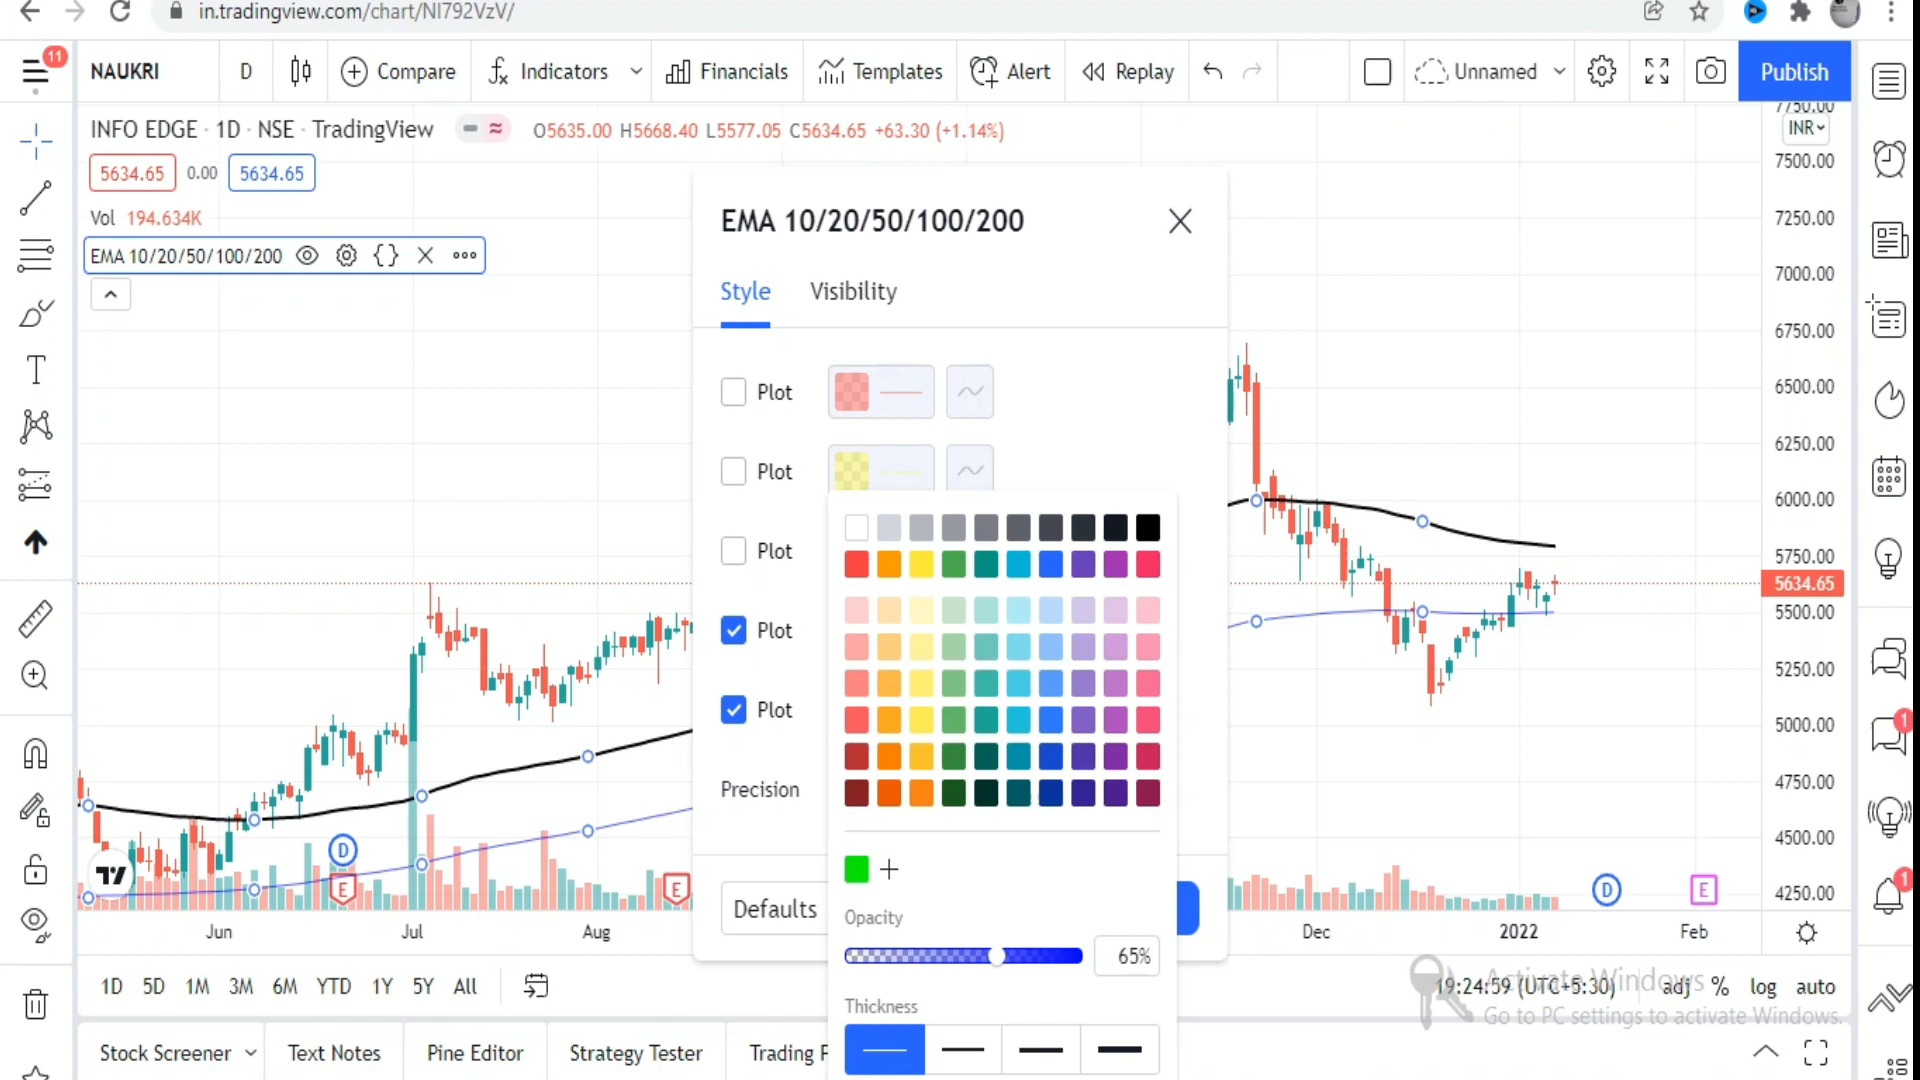 in.tradingview.com/chart/NI792VzV/
11
NAUKRI
D
Compare
Indicators
Financials
Templates
Alert
Replay
Unnamed
Publish
INFO EDGE · 1D · NSE · TradingView
O5635.00 H5668.40 L5577.05 C5634.65 +63.30 (+1.14%)
5634.65
0.00
5634.65
Vol 194.634K
EMA 10/20/50/100/200
EMA 10/20/50/100/200
Style
Visibility
Plot
Plot
Plot
Plot
Plot
Precision
Defaults
Opacity
65%
Thickness
7750.00
INR
7500.00
7250.00
7000.00
6750.00
6500.00
6250.00
6000.00
5750.00
5634.65
5500.00
5250.00
5000.00
4750.00
4500.00
4250.00
D
E
E
D
E
Jun
Jul
Aug
Dec
2022
Feb
1D
5D
1M
3M
6M
YTD
1Y
5Y
All
19:24:59 (UTC+5:30)
adj
%
log
auto
Activate Windows
Go to PC settings to activate Windows.
Stock Screener
Text Notes
Pine Editor
Strategy Tester
Trading
1
1